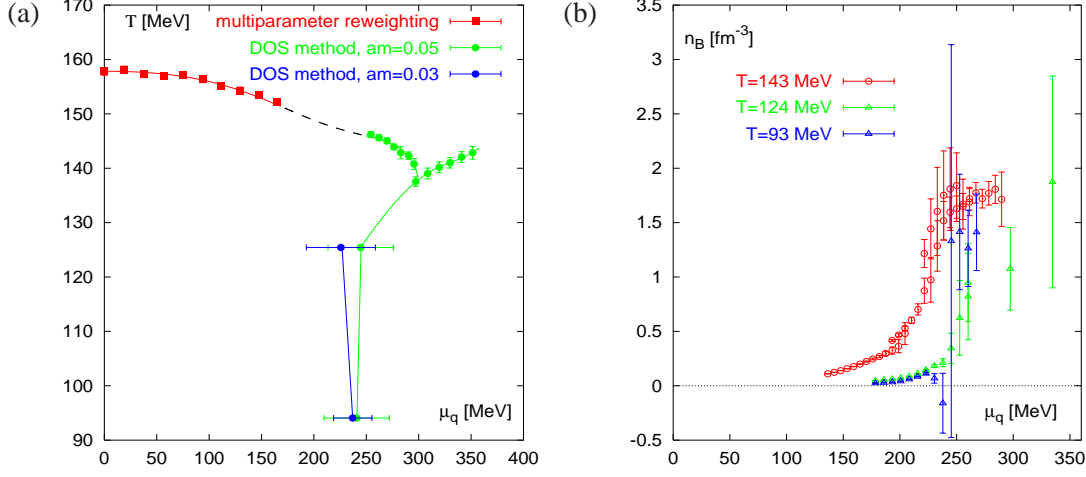 (a)
T [MeV]
multiparameter reweighting
DOS method, am=0.05
DOS method, am=0.03
170
160
150
140
130
120
110
100
90
μq [MeV]
0 50 100 150 200 250 300 350 400
(b)
nB [fm-3]
T=143 MeV
T=124 MeV
T=93 MeV
3.5
3
2.5
2
1.5
1
0.5
0
-0.5
μq [MeV]
0 50 100 150 200 250 300 350